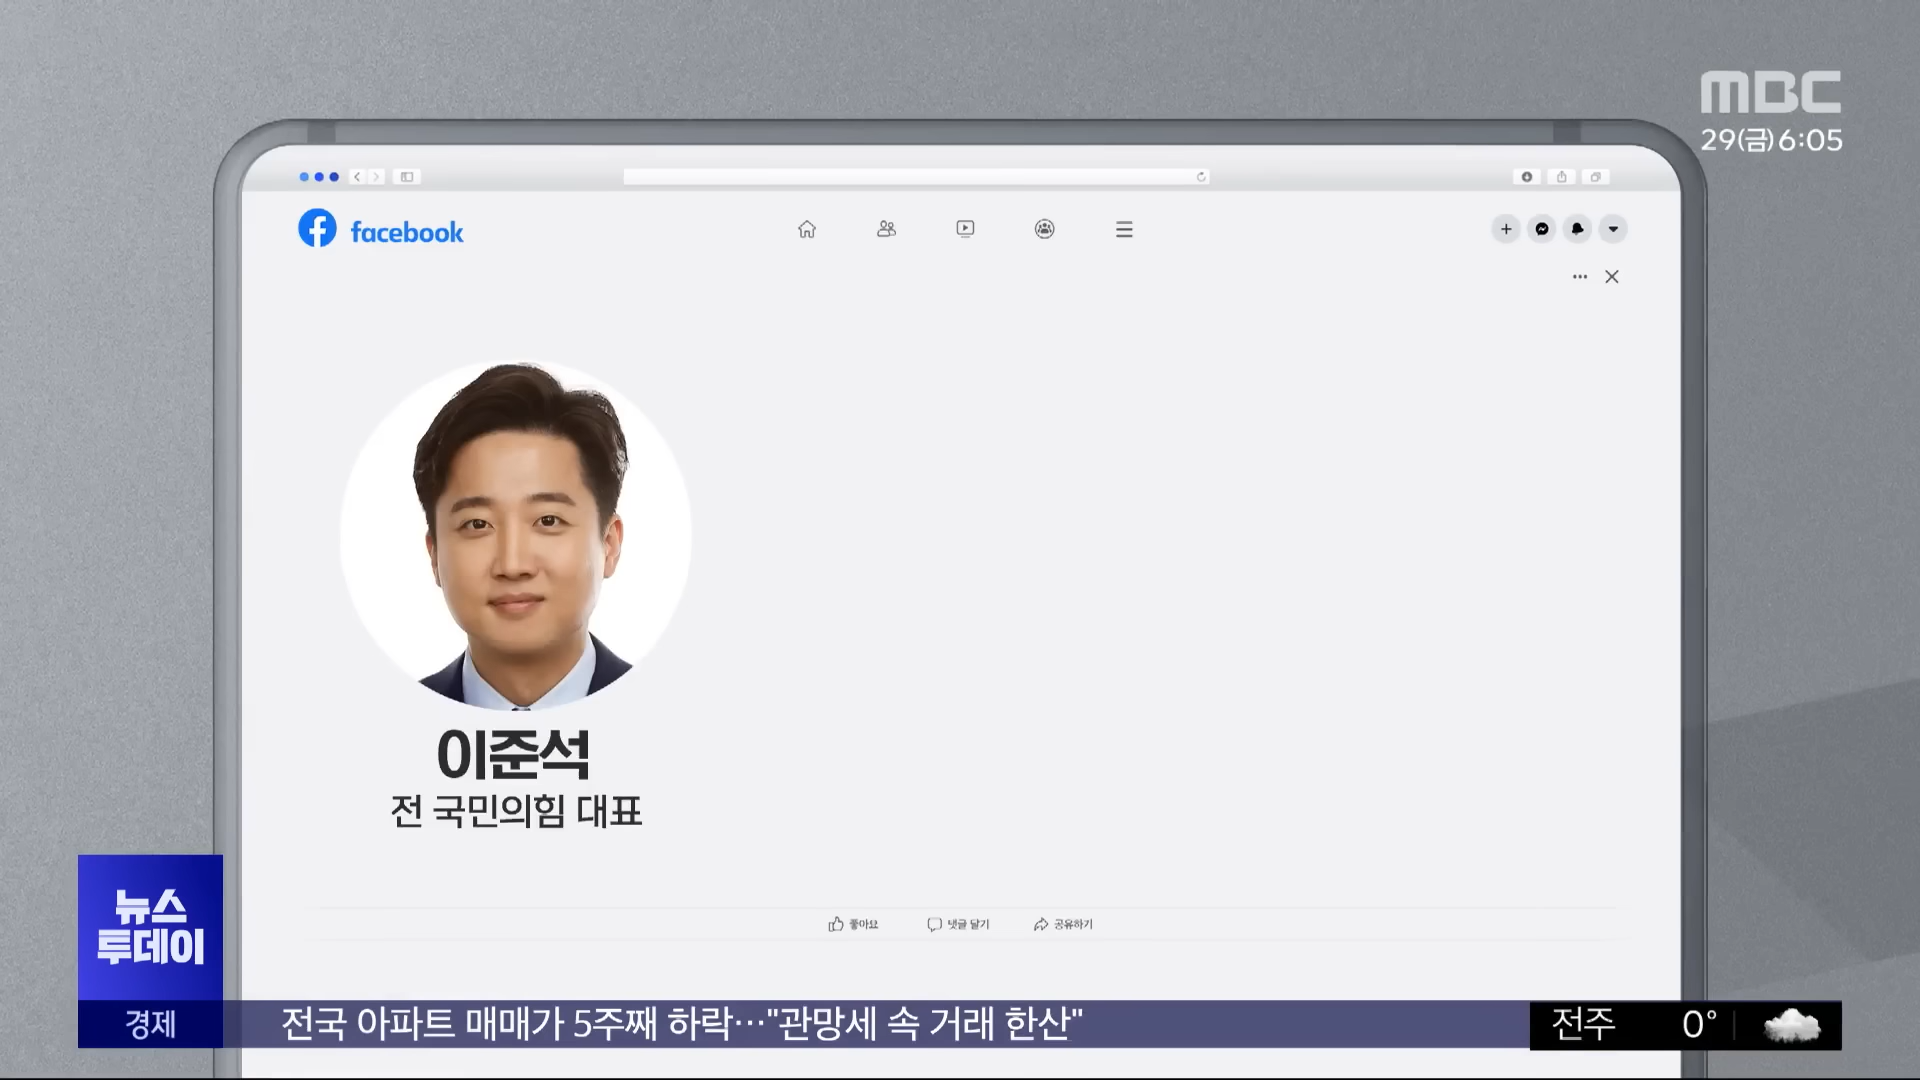 MBC
29(금)6:05
facebook
이준석
전 국민의힘 대표
좋아요 댓글 달기 공유하기
뉴스
투데이
경제 전국 아파트 매매가 5주째 하락…"관망세 속 거래 한산" 전주 0°